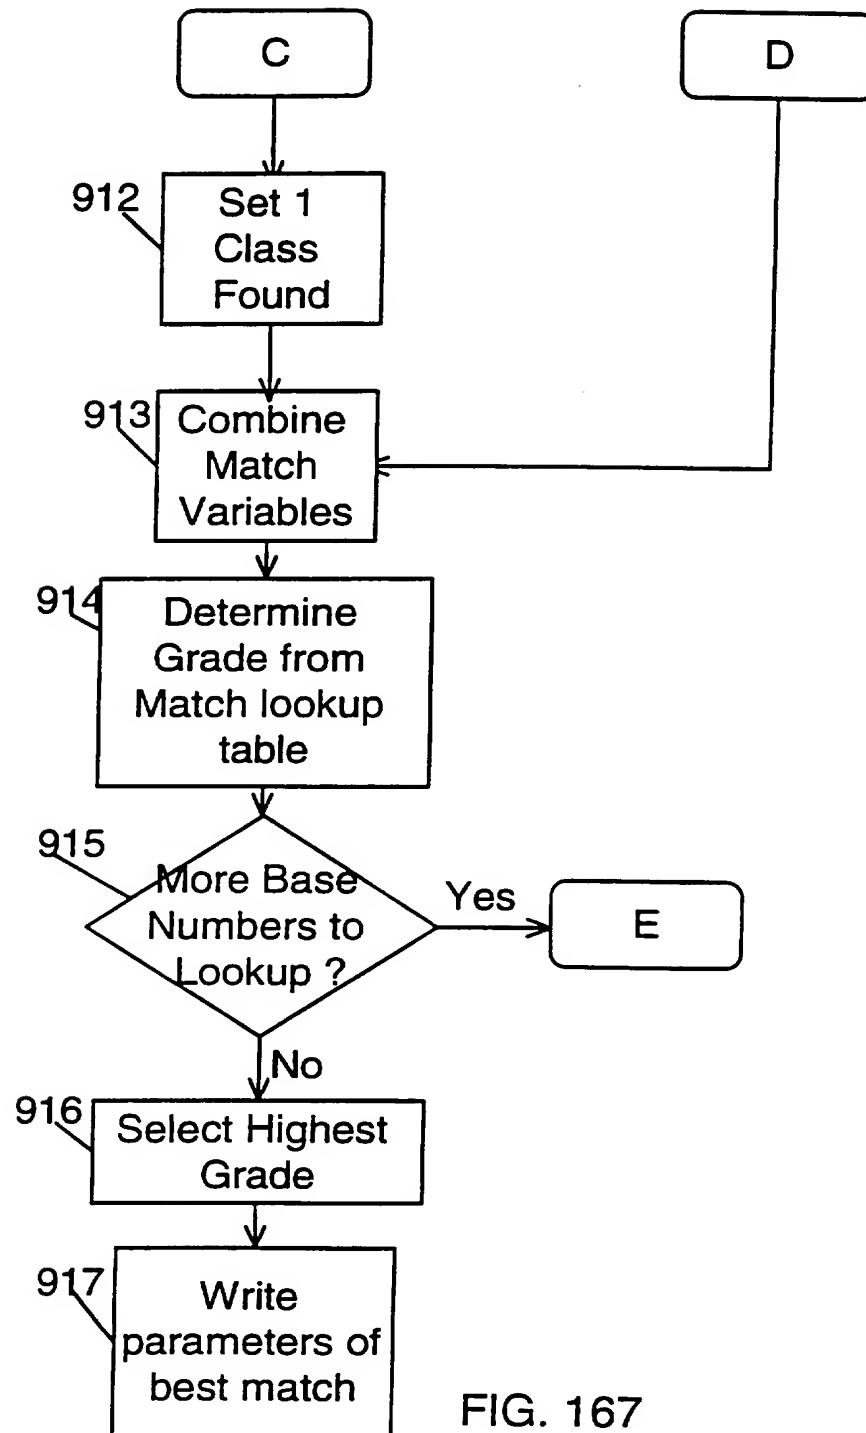 C
D
912
Set 1
Class
Found
913
Combine
Match
Variables
914
Determine
Grade from
Match lookup
table
915
More Base
Numbers to
Lookup ?
Yes
E
No
916
Select Highest
Grade
917
Write
parameters of
best match
FIG. 167